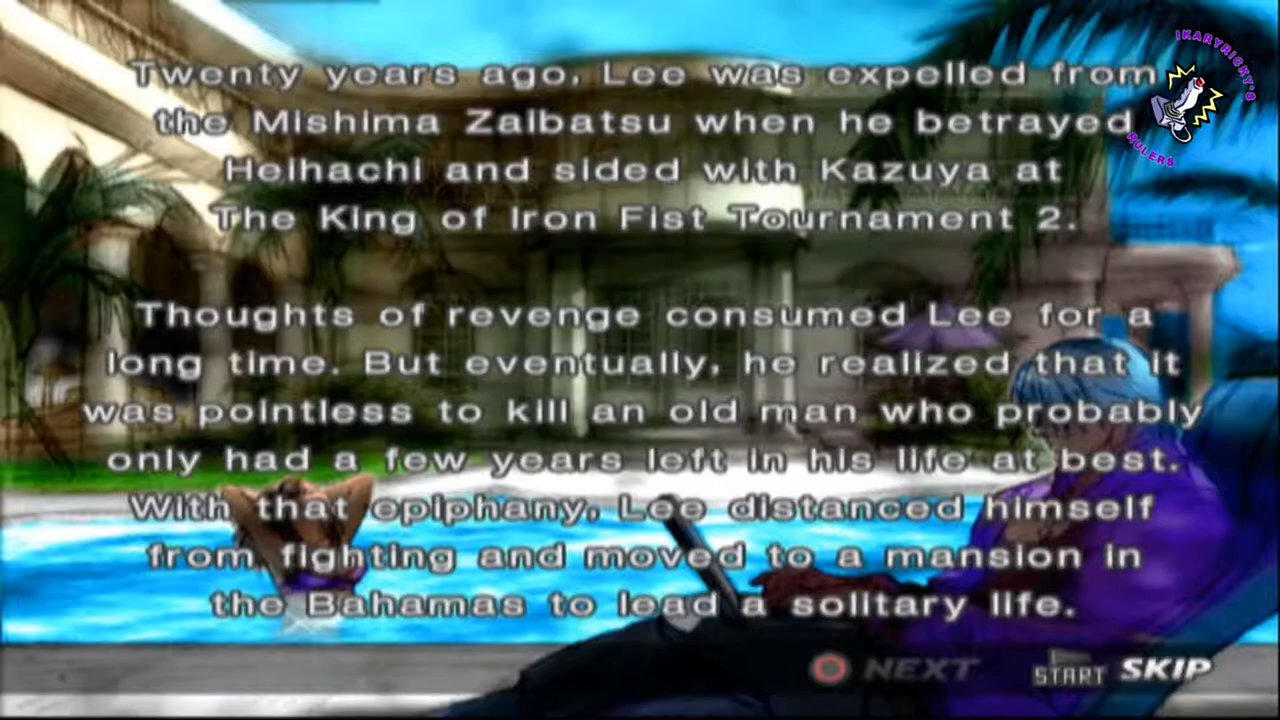 Twenty years ago, Lee was expelled from
the Mishima Zaibatsu when he betrayed
Heihachi and sided with Kazuya at
The King of Iron Fist Tournament 2.
Thoughts of revenge consumed Lee for a
long time. But eventually, he realized that it
was pointless to kill an old man who probably
only had a few years left in his life at best.
With that epiphany, Lee distanced himself
from fighting and moved to a mansion in
the Bahamas to lead a solitary life.
NEXT START SKIP
IKARYRICKY'S
RULERS